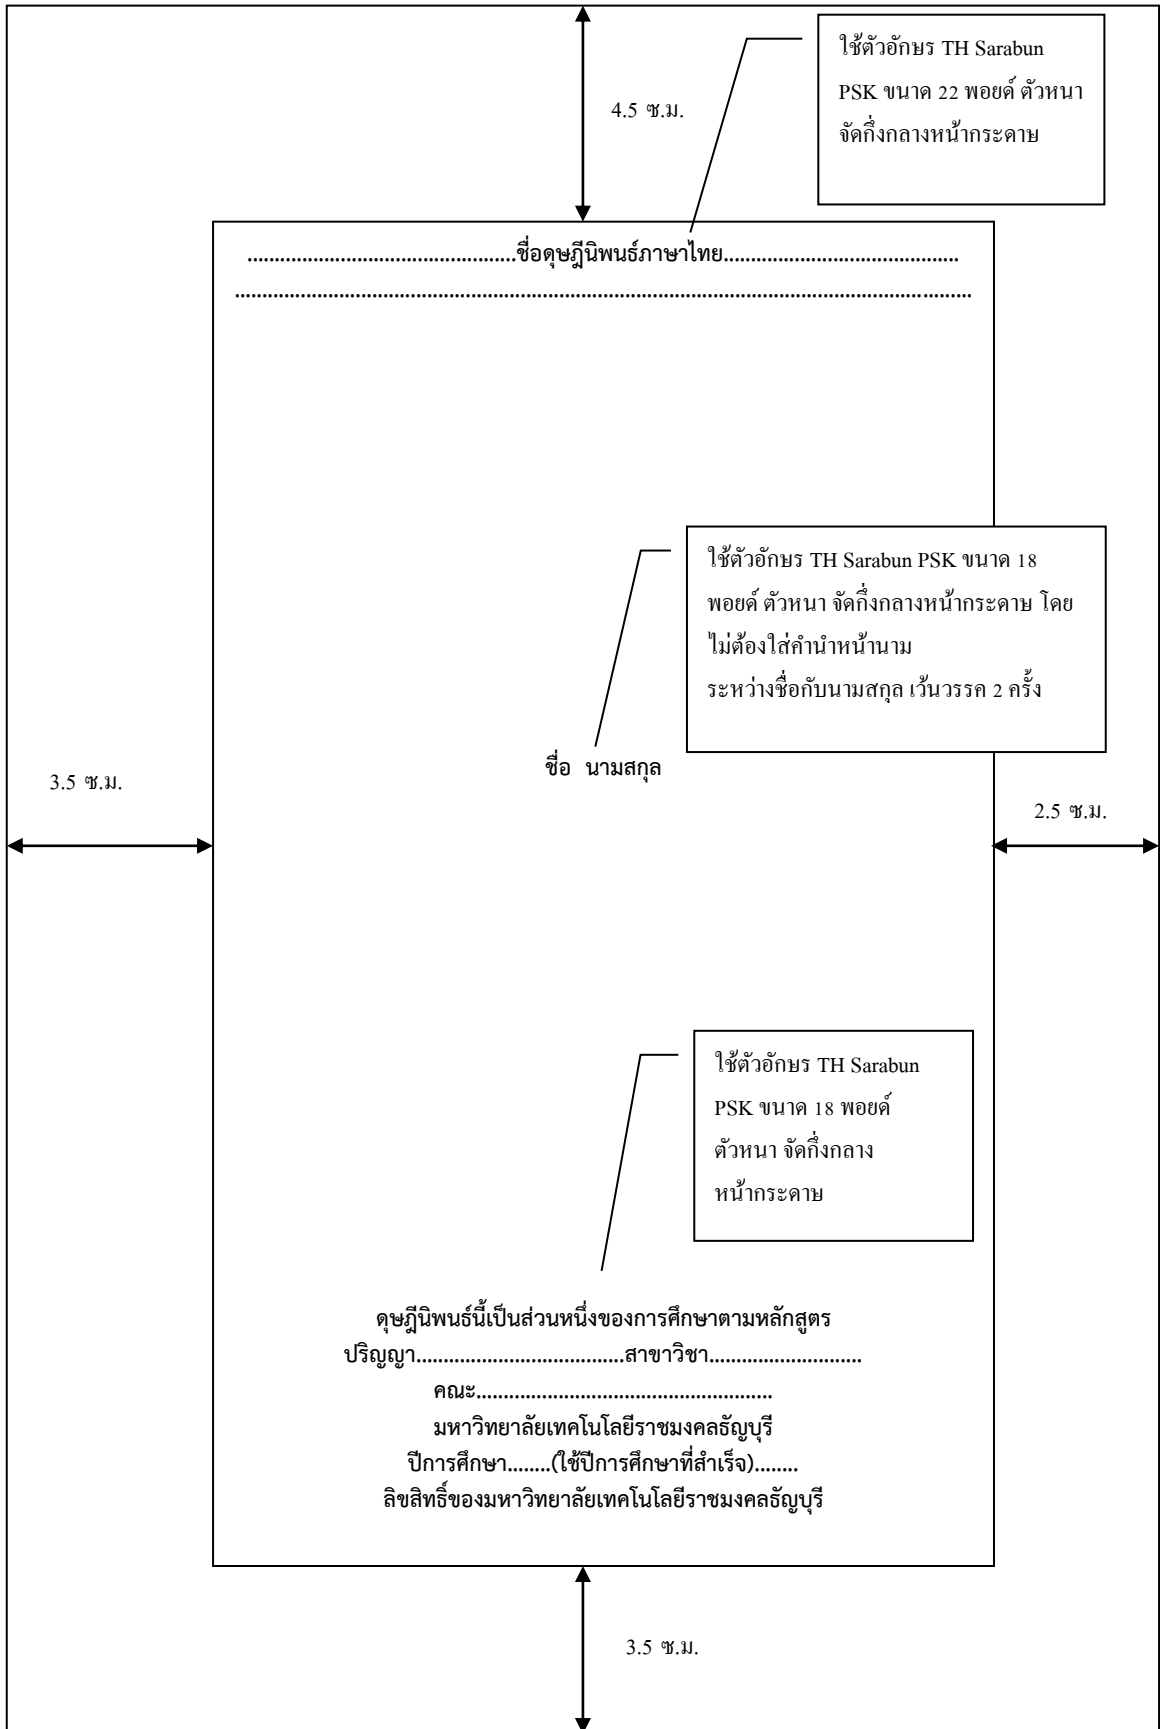 ใช้ตัวอักษร TH Sarabun
PSK ขนาด 22 พอยด์ ตัวหนา
จัดกึ่งกลางหน้ากระดาษ
4.5 ซ.ม.
..................................................ชื่อดุษฎีนิพนธ์ภาษาไทย............................................
.........................................................................................................................................
ใช้ตัวอักษร TH Sarabun PSK ขนาด 18
พอยด์ ตัวหนา จัดกึ่งกลางหน้ากระดาษ โดย
ไม่ต้องใส่คำนำหน้านาม
ระหว่างชื่อกับนามสกุล เว้นวรรค 2 ครั้ง
ชื่อ  นามสกุล
3.5 ซ.ม.
2.5 ซ.ม.
ใช้ตัวอักษร TH Sarabun
PSK ขนาด 18 พอยด์
ตัวหนา จัดกึ่งกลาง
หน้ากระดาษ
ดุษฎีนิพนธ์นี้เป็นส่วนหนึ่งของการศึกษาตามหลักสูตร
ปริญญา......................................สาขาวิชา............................
คณะ......................................................
มหาวิทยาลัยเทคโนโลยีราชมงคลธัญบุรี
ปีการศึกษา........(ใช้ปีการศึกษาที่สำเร็จ)........
ลิขสิทธิ์ของมหาวิทยาลัยเทคโนโลยีราชมงคลธัญบุรี
3.5 ซ.ม.